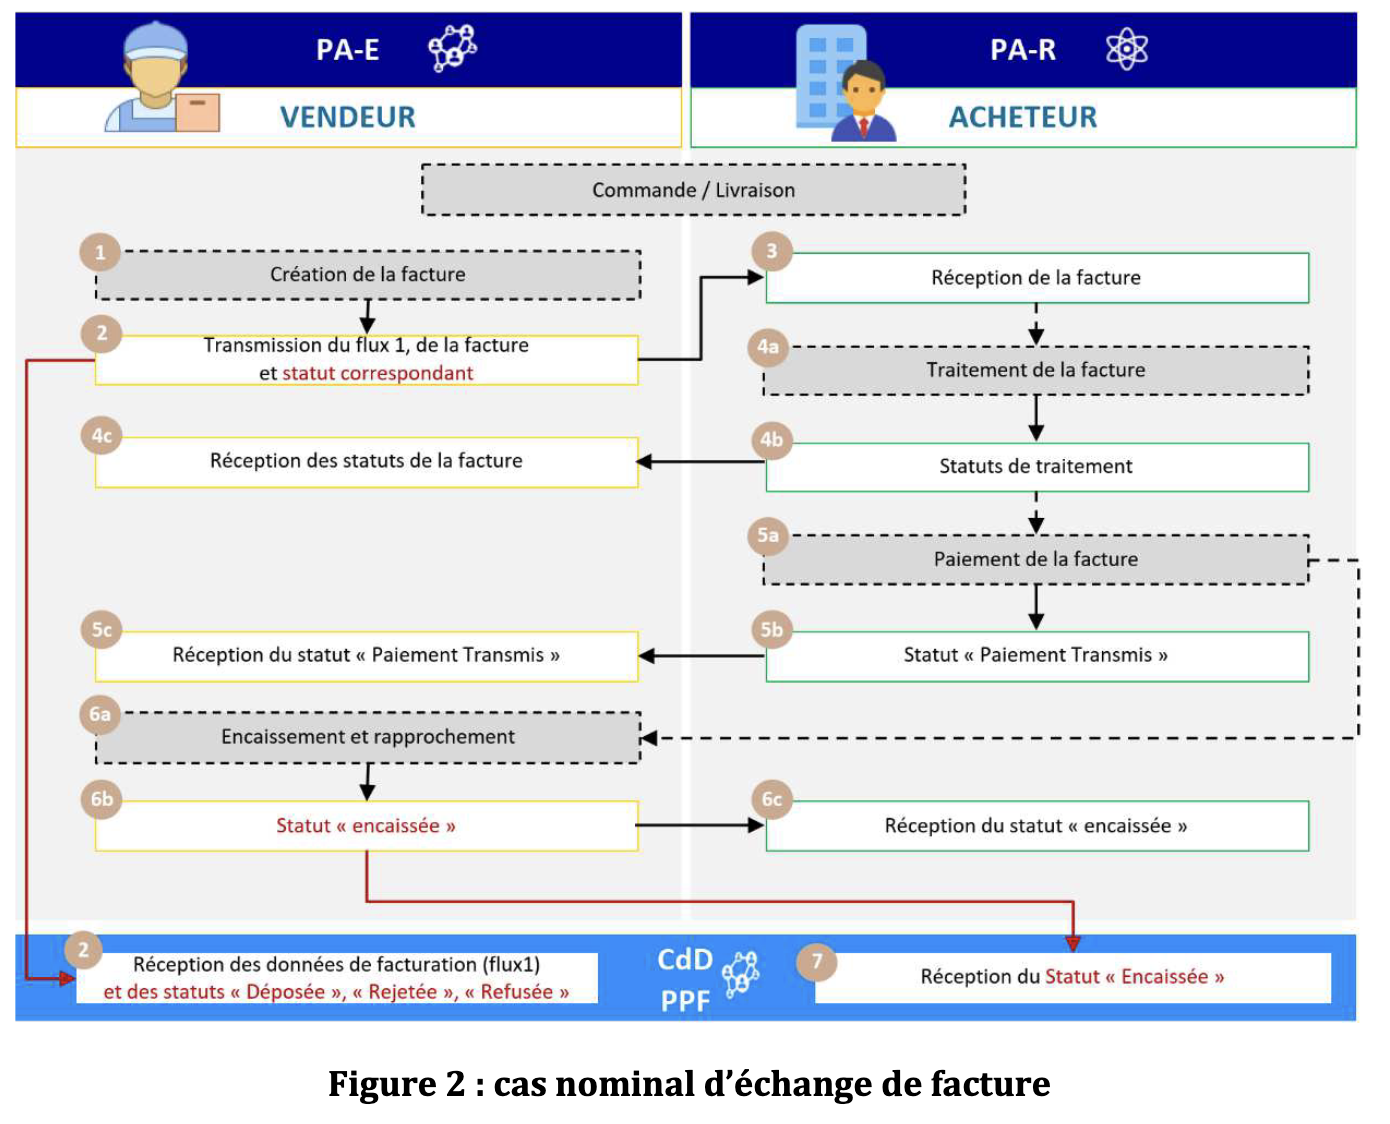 PA-E
PA-R
VENDEUR
ACHETEUR
Commande / Livraison
1
Création de la facture
3
Réception de la facture
2
Transmission du flux 1, de la facture
et statut correspondant
4a
Traitement de la facture
4c
Réception des statuts de la facture
4b
Statuts de traitement
5a
Paiement de la facture
5c
Réception du statut « Paiement Transmis »
5b
Statut « Paiement Transmis »
6a
Encaissement et rapprochement
6b
Statut « encaissée »
6c
Réception du statut « encaissée »
2
Réception des données de facturation (flux1)
et des statuts « Déposée », « Rejetée », « Refusée »
CdD
PPF
7
Réception du Statut « Encaissée »
Figure 2 : cas nominal d’échange de facture